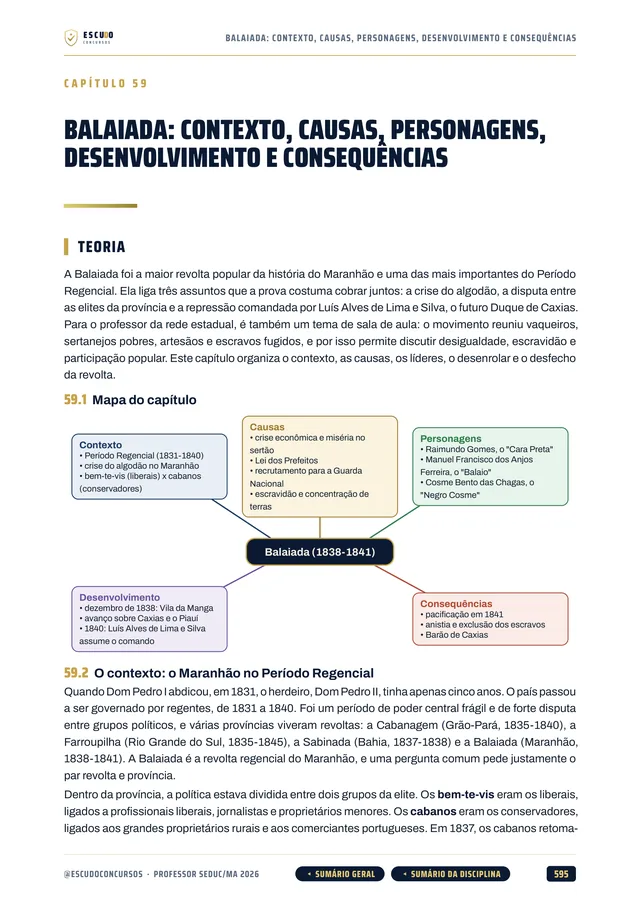 ESCUDO
CONCURSOS
BALAIADA: CONTEXTO, CAUSAS, PERSONAGENS, DESENVOLVIMENTO E CONSEQUÊNCIAS
CAPÍTULO 59
BALAIADA: CONTEXTO, CAUSAS, PERSONAGENS,
DESENVOLVIMENTO E CONSEQUÊNCIAS
TEORIA
A Balaiada foi a maior revolta popular da história do Maranhão e uma das mais importantes do Período
Regencial. Ela liga três assuntos que a prova costuma cobrar juntos: a crise do algodão, a disputa entre
as elites da província e a repressão comandada por Luís Alves de Lima e Silva, o futuro Duque de Caxias.
Para o professor da rede estadual, é também um tema de sala de aula: o movimento reuniu vaqueiros,
sertanejos pobres, artesãos e escravos fugidos, e por isso permite discutir desigualdade, escravidão e
participação popular. Este capítulo organiza o contexto, as causas, os líderes, o desenrolar e o desfecho
da revolta.
59.1 Mapa do capítulo
Contexto
• Período Regencial (1831-1840)
• crise do algodão no Maranhão
• bem-te-vis (liberais) x cabanos
(conservadores)
Causas
• crise econômica e miséria no
sertão
• Lei dos Prefeitos
• recrutamento para a Guarda
Nacional
• escravidão e concentração de
terras
Personagens
• Raimundo Gomes, o "Cara Preta"
• Manuel Francisco dos Anjos
Ferreira, o "Balaio"
• Cosme Bento das Chagas, o
"Negro Cosme"
Balaiada (1838-1841)
Desenvolvimento
• dezembro de 1838: Vila da Manga
• avanço sobre Caxias e o Piauí
• 1840: Luís Alves de Lima e Silva
assume o comando
Consequências
• pacificação em 1841
• anistia e exclusão dos escravos
• Barão de Caxias
59.2 O contexto: o Maranhão no Período Regencial
Quando Dom Pedro I abdicou, em 1831, o herdeiro, Dom Pedro II, tinha apenas cinco anos. O país passou
a ser governado por regentes, de 1831 a 1840. Foi um período de poder central frágil e de forte disputa
entre grupos políticos, e várias províncias viveram revoltas: a Cabanagem (Grão-Pará, 1835-1840), a
Farroupilha (Rio Grande do Sul, 1835-1845), a Sabinada (Bahia, 1837-1838) e a Balaiada (Maranhão,
1838-1841). A Balaiada é a revolta regencial do Maranhão, e uma pergunta comum pede justamente o
par revolta e província.
Dentro da província, a política estava dividida entre dois grupos da elite. Os bem-te-vis eram os liberais,
ligados a profissionais liberais, jornalistas e proprietários menores. Os cabanos eram os conservadores,
ligados aos grandes proprietários rurais e aos comerciantes portugueses. Em 1837, os cabanos retoma-
@ESCUDOCONCURSOS · PROFESSOR SEDUC/MA 2026
SUMÁRIO GERAL
SUMÁRIO DA DISCIPLINA
595